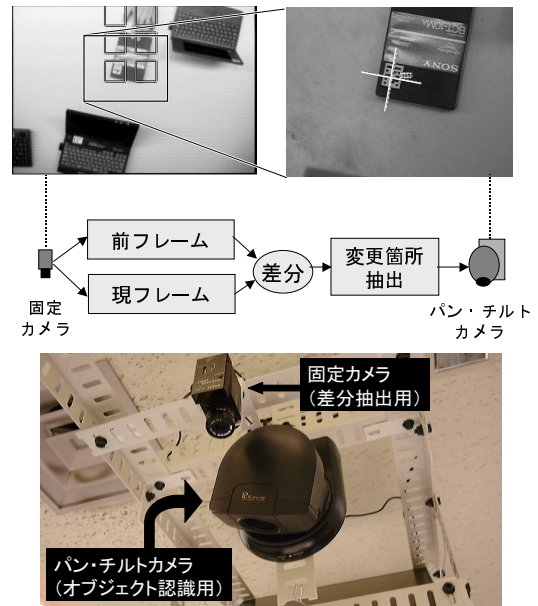 BCT-10MA
SONY
前フレーム
現フレーム
差分
変更箇所
抽出
固定
カメラ
パン・チルト
カメラ
固定カメラ
（差分抽出用）
パン・チルトカメラ
（オブジェクト認識用）